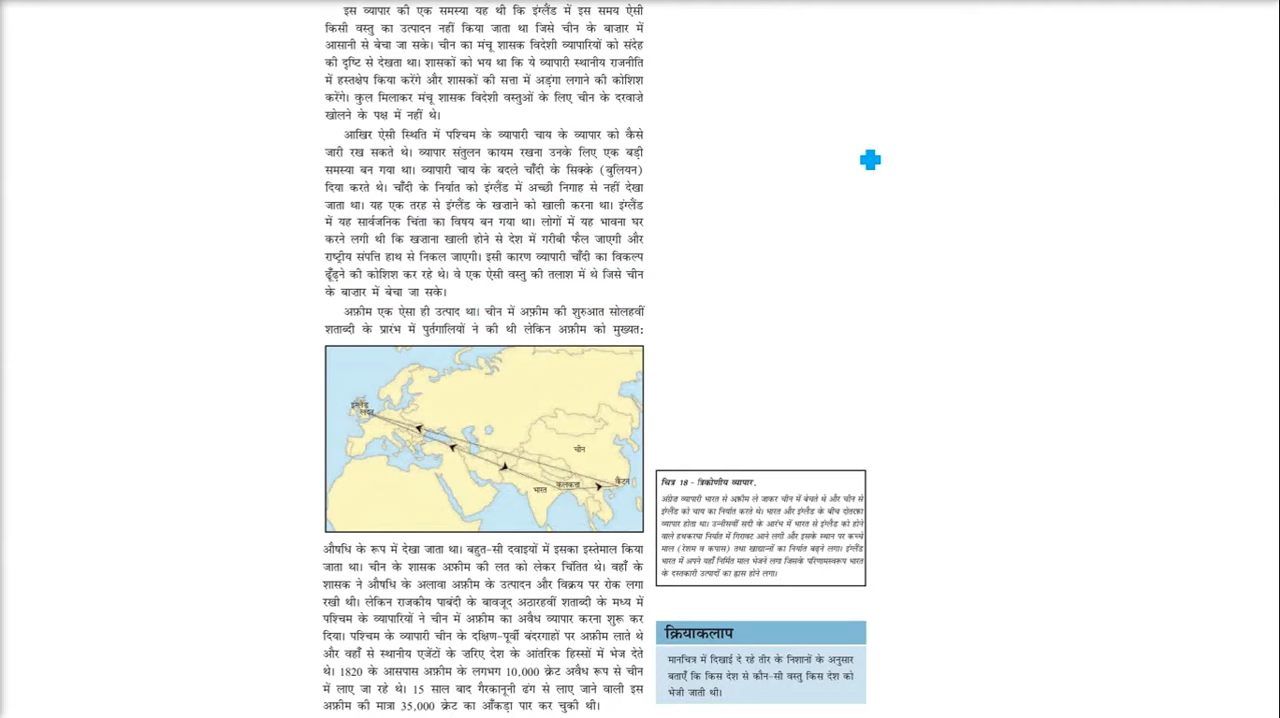 इस व्यापार की एक समस्या यह थी कि इंग्लैंड में इस समय ऐसी
किसी वस्तु का उत्पादन नहीं किया जाता था जिसे चीन के बाज़ार में
आसानी से बेचा जा सके। चीन का मंचू शासक विदेशी व्यापारियों को संदेह
की दृष्टि से देखता था। शासकों को भय था कि ये व्यापारी स्थानीय राजनीति
में हस्तक्षेप किया करेंगे और शासकों की सत्ता में अड़ंगा लगाने की कोशिश
करेंगे। कुल मिलाकर मंचू शासक विदेशी वस्तुओं के लिए चीन के दरवाज़े
खोलने के पक्ष में नहीं थे।
आखिर ऐसी स्थिति में पश्चिम के व्यापारी चाय के व्यापार को कैसे
जारी रख सकते थे। व्यापार संतुलन कायम रखना उनके लिए एक बड़ी
समस्या बन गया था। व्यापारी चाय के बदले चाँदी के सिक्के (बुलियन)
दिया करते थे। चाँदी के निर्यात को इंग्लैंड में अच्छी निगाह से नहीं देखा
जाता था। यह एक तरह से इंग्लैंड के खज़ाने को खाली करना था। इंग्लैंड
में यह सार्वजनिक चिंता का विषय बन गया था। लोगों में यह भावना घर
करने लगी थी कि खज़ाना खाली होने से देश में गरीबी फैल जाएगी और
राष्ट्रीय संपत्ति हाथ से निकल जाएगी। इसी कारण व्यापारी चाँदी का विकल्प
ढूँढ़ने की कोशिश कर रहे थे। वे एक ऐसी वस्तु की तलाश में थे जिसे चीन
के बाज़ार में बेचा जा सके।
अफ़ीम एक ऐसा ही उत्पाद था। चीन में अफ़ीम की शुरुआत सोलहवीं
शताब्दी के प्रारंभ में पुर्तगालियों ने की थी लेकिन अफ़ीम को मुख्यत:
इंग्लैंड
लंदन
चीन
भारत
कलकत्ता
कैंटन
चित्र 18 - त्रिकोणीय व्यापार.
अंग्रेज व्यापारी भारत से अफ़ीम ले जाकर चीन में बेचते थे और चीन से
इंग्लैंड को चाय का निर्यात करते थे। भारत और इंग्लैंड के बीच दोतरफ़ा
व्यापार होता था। उन्नीसवीं सदी के आरंभ में भारत से इंग्लैंड को होने
वाले हथकरघा निर्यात में गिरावट आने लगी और इसके स्थान पर कच्चे
माल (रेशम व कपास) तथा खाद्यान्नों का निर्यात बढ़ने लगा। इंग्लैंड
भारत में अपने यहाँ निर्मित माल भेजने लगा जिसके परिणामस्वरूप भारत
के दस्तकारी उत्पादों का ह्रास होने लगा।
औषधि के रूप में देखा जाता था। बहुत-सी दवाइयों में इसका इस्तेमाल किया
जाता था। चीन के शासक अफ़ीम की लत को लेकर चिंतित थे। वहाँ के
शासक ने औषधि के अलावा अफ़ीम के उत्पादन और विक्रय पर रोक लगा
रखी थी। लेकिन राजकीय पाबंदी के बावजूद अठारहवीं शताब्दी के मध्य में
पश्चिम के व्यापारियों ने चीन में अफ़ीम का अवैध व्यापार करना शुरू कर
दिया। पश्चिम के व्यापारी चीन के दक्षिण-पूर्वी बंदरगाहों पर अफ़ीम लाते थे
और वहाँ से स्थानीय एजेंटों के ज़रिए देश के आंतरिक हिस्सों में भेज देते
थे। 1820 के आसपास अफ़ीम के लगभग 10,000 क्रेट अवैध रूप से चीन
में लाए जा रहे थे। 15 साल बाद गैरकानूनी ढंग से लाए जाने वाली इस
अफ़ीम की मात्रा 35,000 क्रेट का आँकड़ा पार कर चुकी थी।
क्रियाकलाप
मानचित्र में दिखाई दे रहे तीर के निशानों के अनुसार
बताएँ कि किस देश से कौन-सी वस्तु किस देश को
भेजी जाती थी।